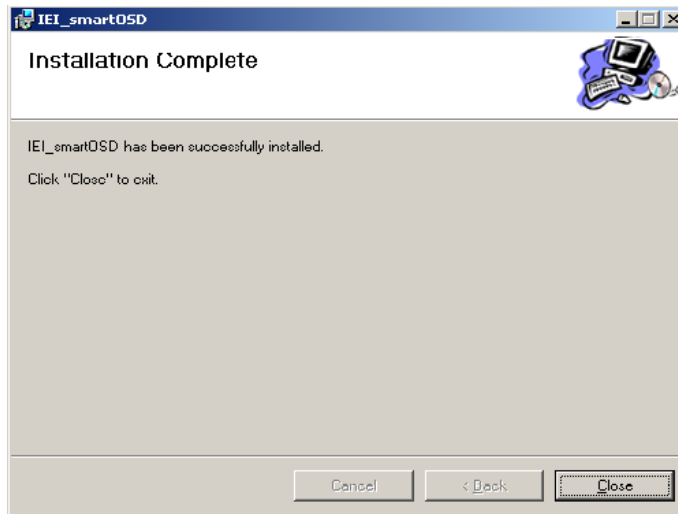 IEI_smartOSD
Installation Complete
IEI_smartOSD has been successfully installed.
Click "Close" to exit.
Cancel
< Back
Close